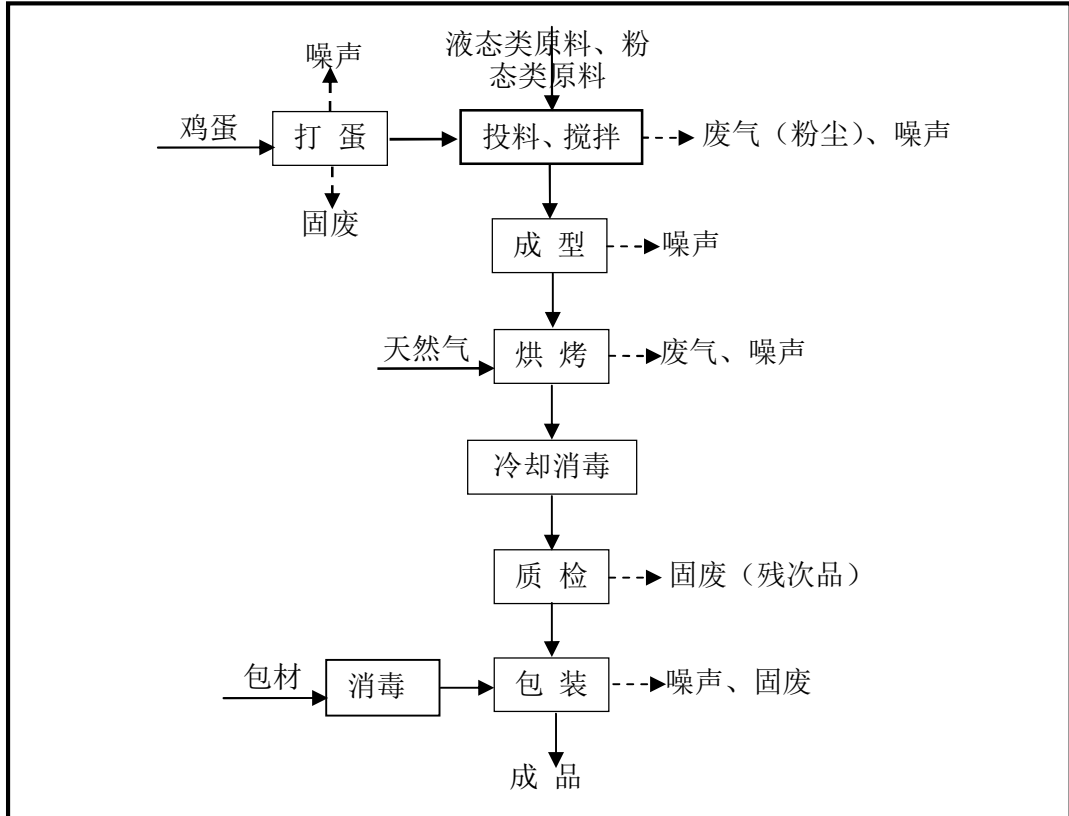 液态类原料、粉
态类原料
噪声
鸡蛋
打 蛋
投料、搅拌
废气（粉尘）、噪声
固废
成 型
噪声
天然气
烘 烤
废气、噪声
冷却消毒
质 检
固废（残次品）
包材
消毒
包 装
噪声、固废
成 品